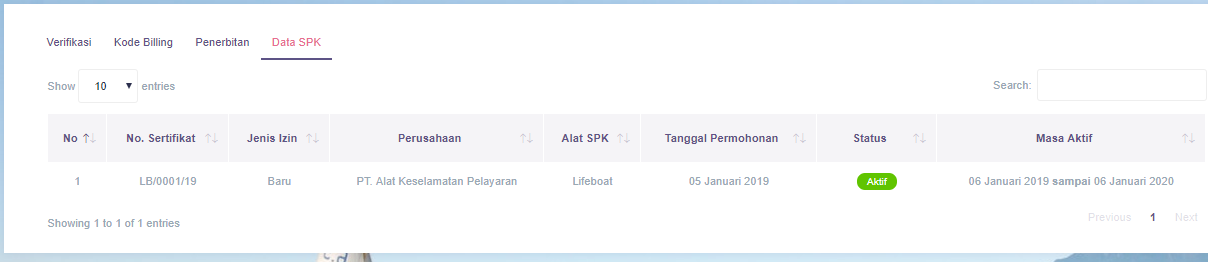 Verifikasi Kode Billing Penerbitan Data SPK
Show 10 entries Search:
No No. Sertifikat Jenis Izin Perusahaan Alat SPK Tanggal Permohonan Status Masa Aktif
1 LB/0001/19 Baru PT. Alat Keselamatan Pelayaran Lifeboat 05 Januari 2019 Aktif 06 Januari 2019 sampai 06 Januari 2020
Showing 1 to 1 of 1 entries Previous 1 Next